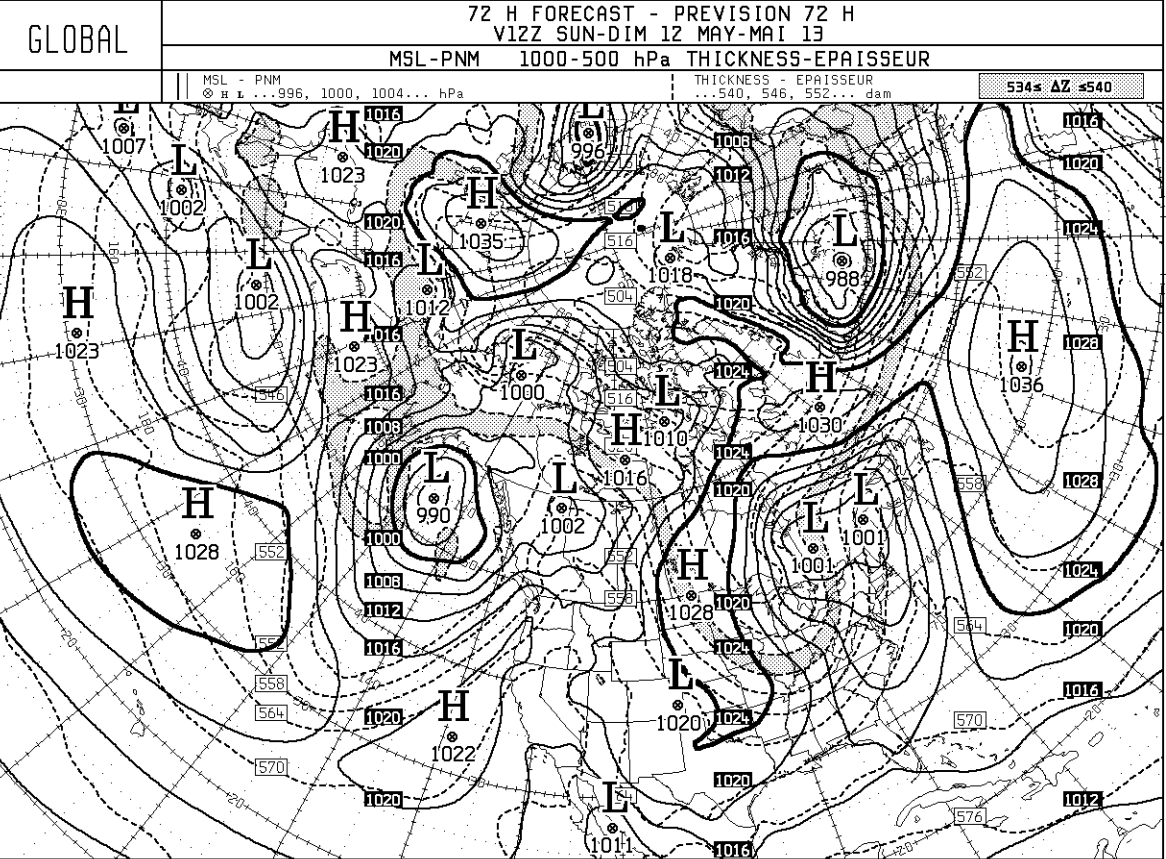 GLOBAL
72 H FORECAST - PREVISION 72 H
V12Z SUN-DIM 12 MAY-MAI 13
MSL-PNM 1000-500 hPa THICKNESS-EPAISSEUR
MSL - PNM
⊗ H L ...996, 1000, 1004... hPa
THICKNESS - EPAISSEUR
...540, 546, 552... dam
534≤ ΔZ ≤540
L
1007
H
1023
1016
L
996
1008
1016
L
1002
1020
1012
1020
H
1035
516
1020
L
1018
1016
L
988
1024
L
1002
1016
L
1012
504
1020
552
H
1023
H
1023
1016
L
1000
504
1024
H
1030
1028
H
1036
546
1016
516
L
1010
1008
H
1016
1024
1000
L
990
L
1002
1020
L
1001
L
1001
558
1028
H
1028
552
1000
552
1008
558
H
1028
1020
1024
1012
564
1020
1016
1024
558
L
1020
1016
564
1020
H
1022
1024
570
570
1020
1020
1012
L
1011
576
1016